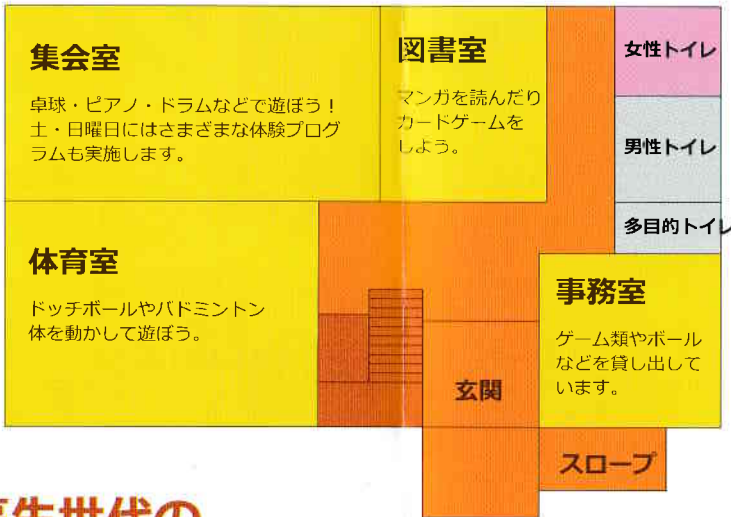 集会室
卓球・ピアノ・ドラムなどで遊ぼう！
土・日曜日にはさまざまな体験プログ
ラムも実施します。
図書室
マンガを読んだり
カードゲームを
しよう。
女性トイレ
男性トイレ
多目的トイレ
体育室
ドッチボールやバドミントン
体を動かして遊ぼう。
事務室
ゲーム類やボール
などを貸し出して
います。
玄関
スロープ
世代の